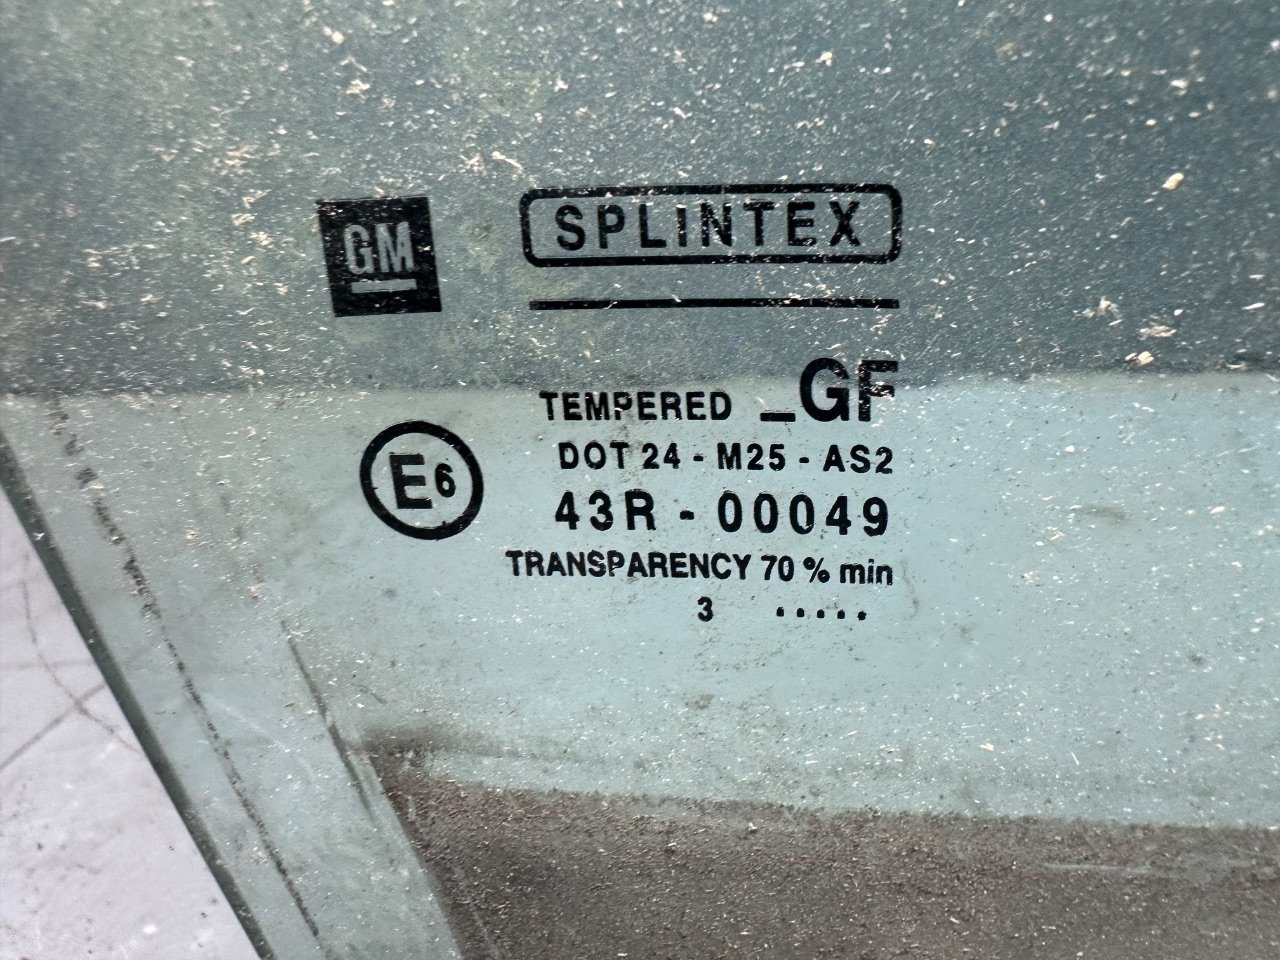 GM
SPLINTEX
TEMPERED _GF
DOT 24 - M25 - AS2
E6
43R - 00049
TRANSPARENCY 70 % min
3 .....